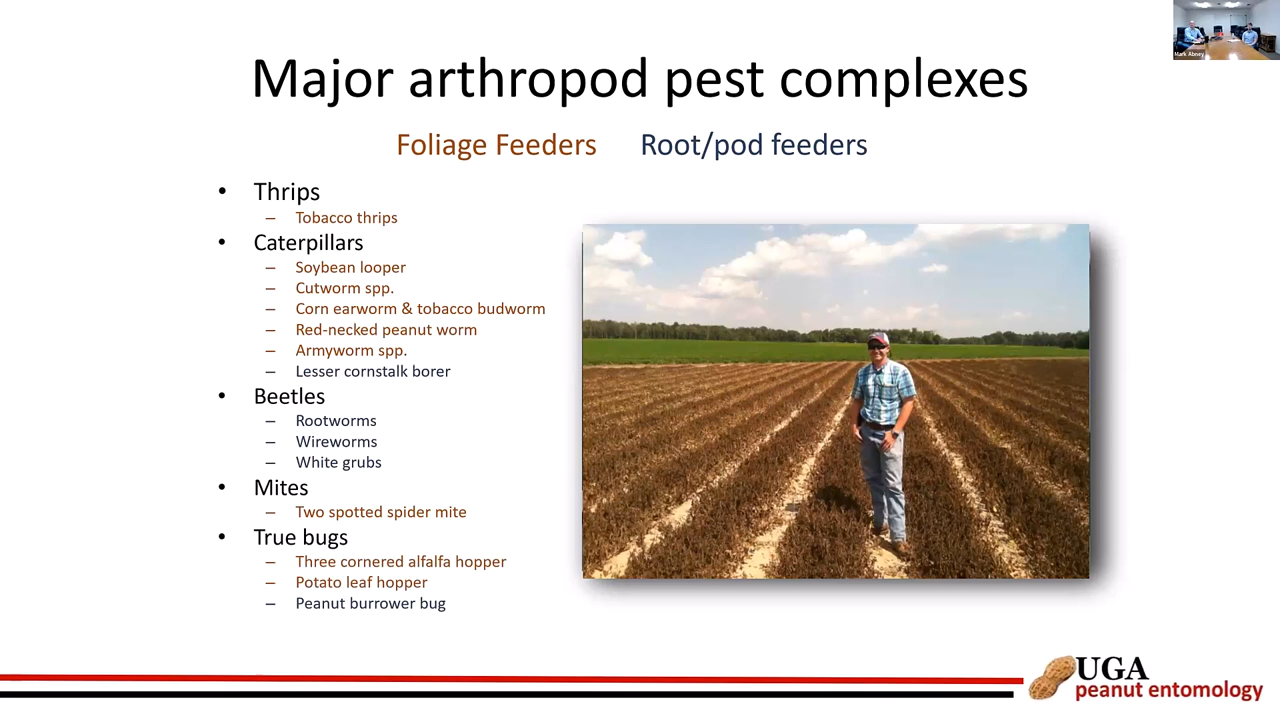 Mark Abney
Major arthropod pest complexes
Foliage Feeders Root/pod feeders
• Thrips
– Tobacco thrips
• Caterpillars
– Soybean looper
– Cutworm spp.
– Corn earworm & tobacco budworm
– Red-necked peanut worm
– Armyworm spp.
– Lesser cornstalk borer
• Beetles
– Rootworms
– Wireworms
– White grubs
• Mites
– Two spotted spider mite
• True bugs
– Three cornered alfalfa hopper
– Potato leaf hopper
– Peanut burrower bug
UGA
peanut entomology